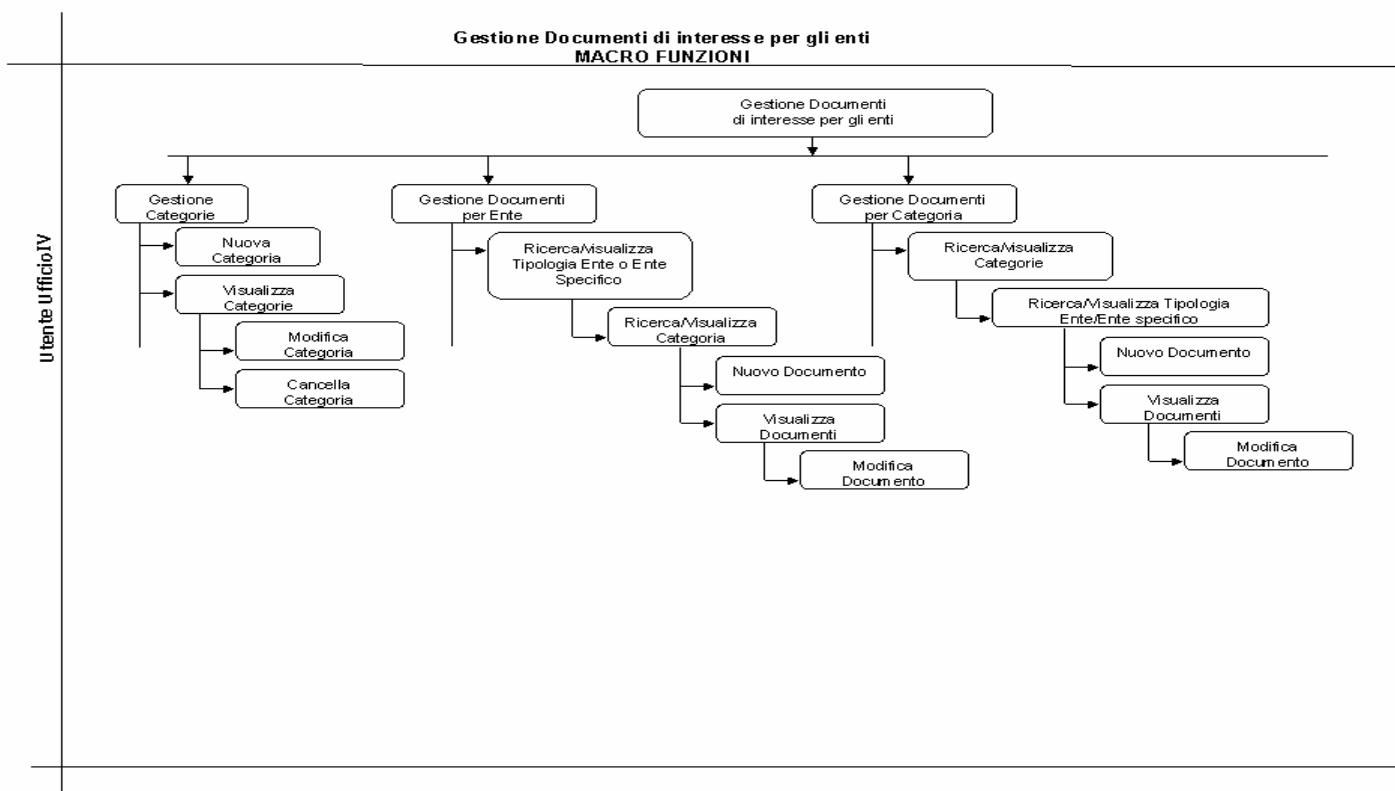 Gestione Documenti di interesse per gli enti
MACRO FUNZIONI
Utente UfficioIV
Gestione Documenti
di interesse per gli enti
Gestione
Categorie
Nuova
Categoria
Visualizza
Categorie
Modifica
Categoria
Cancella
Categoria
Gestione Documenti
per Ente
Ricerca/Visualizza
Tipologia Ente o Ente
Specifico
Ricerca/Visualizza
Categoria
Nuovo Documento
Visualizza
Documenti
Modifica
Documento
Gestione Documenti
per Categoria
Ricerca/Visualizza
Categorie
Ricerca/Visualizza Tipologia
Ente/Ente specifico
Nuovo Documento
Visualizza
Documenti
Modifica
Documento